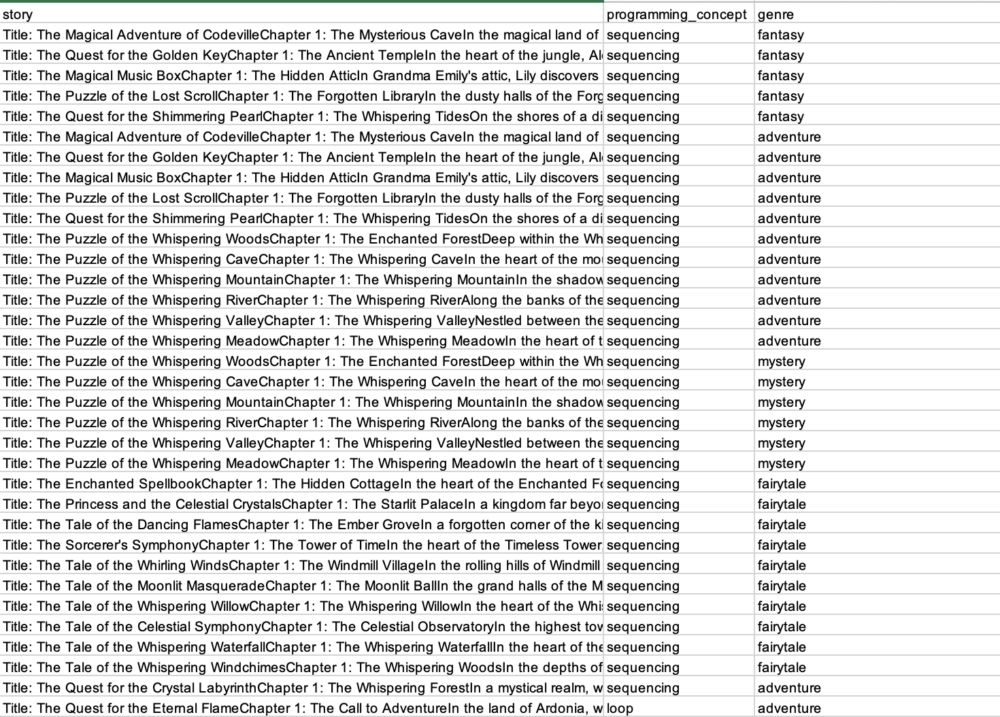 story programming_concept genre
Title: The Magical Adventure of CodevilleChapter 1: The Mysterious CaveIn the magical land of sequencing fantasy
Title: The Quest for the Golden KeyChapter 1: The Ancient TempleIn the heart of the jungle, sequencing fantasy
Title: The Magical Music BoxChapter 1: The Hidden AtticIn Grandma Emily's attic, Lily discovers sequencing fantasy
Title: The Puzzle of the Lost ScrollChapter 1: The Forgotten LibraryIn the dusty halls of the Forg sequencing fantasy
Title: The Quest for the Shimmering PearlChapter 1: The Whispering TidesOn the shores of a di sequencing fantasy
Title: The Magical Adventure of CodevilleChapter 1: The Mysterious CaveIn the magical land of sequencing adventure
Title: The Quest for the Golden KeyChapter 1: The Ancient TempleIn the heart of the jungle, sequencing adventure
Title: The Magical Music BoxChapter 1: The Hidden AtticIn Grandma Emily's attic, Lily discovers sequencing adventure
Title: The Puzzle of the Lost ScrollChapter 1: The Forgotten LibraryIn the dusty halls of the Forg sequencing adventure
Title: The Quest for the Shimmering PearlChapter 1: The Whispering TidesOn the shores of a di sequencing adventure
Title: The Puzzle of the Whispering WoodsChapter 1: The Enchanted ForestDeep within the Wh sequencing adventure
Title: The Puzzle of the Whispering CaveChapter 1: The Whispering CaveIn the heart of the mo sequencing adventure
Title: The Puzzle of the Whispering MountainChapter 1: The Whispering MountainIn the shadow sequencing adventure
Title: The Puzzle of the Whispering RiverChapter 1: The Whispering RiverAlong the banks of the sequencing adventure
Title: The Puzzle of the Whispering ValleyChapter 1: The Whispering ValleyNestled between the sequencing adventure
Title: The Puzzle of the Whispering MeadowChapter 1: The Whispering MeadowIn the heart of t sequencing adventure
Title: The Puzzle of the Whispering WoodsChapter 1: The Enchanted ForestDeep within the Wh sequencing mystery
Title: The Puzzle of the Whispering CaveChapter 1: The Whispering CaveIn the heart of the mo sequencing mystery
Title: The Puzzle of the Whispering MountainChapter 1: The Whispering MountainIn the shadow sequencing mystery
Title: The Puzzle of the Whispering RiverChapter 1: The Whispering RiverAlong the banks of the sequencing mystery
Title: The Puzzle of the Whispering ValleyChapter 1: The Whispering ValleyNestled between the sequencing mystery
Title: The Puzzle of the Whispering MeadowChapter 1: The Whispering MeadowIn the heart of t sequencing mystery
Title: The Enchanted SpellbookChapter 1: The Hidden CottageIn the heart of the Enchanted Fo sequencing fairytale
Title: The Princess and the Celestial CrystalsChapter 1: The Starlit PalaceIn a kingdom far beyo sequencing fairytale
Title: The Tale of the Dancing FlamesChapter 1: The Ember GroveIn a forgotten corner of the ki sequencing fairytale
Title: The Sorcerer's SymphonyChapter 1: The Tower of TimeIn the heart of the Timeless Tower, sequencing fairytale
Title: The Tale of the Whirling WindsChapter 1: The Windmill VillageIn the rolling hills of Windmill sequencing fairytale
Title: The Tale of the Moonlit MasqueradeChapter 1: The Moonlit BallIn the grand halls of the M sequencing fairytale
Title: The Tale of the Whispering WillowChapter 1: The Whispering WillowIn the heart of the Whi sequencing fairytale
Title: The Tale of the Celestial SymphonyChapter 1: The Celestial ObservatoryIn the highest tow sequencing fairytale
Title: The Tale of the Whispering WaterfallChapter 1: The Whispering WaterfallIn the heart of the sequencing fairytale
Title: The Tale of the Whispering WindchimesChapter 1: The Whispering WoodsIn the depths of sequencing fairytale
Title: The Quest for the Crystal LabyrinthChapter 1: The Whispering ForestIn a mystical realm, w sequencing adventure
Title: The Quest for the Eternal FlameChapter 1: The Call to AdventureIn the land of Ardonia, w loop adventure